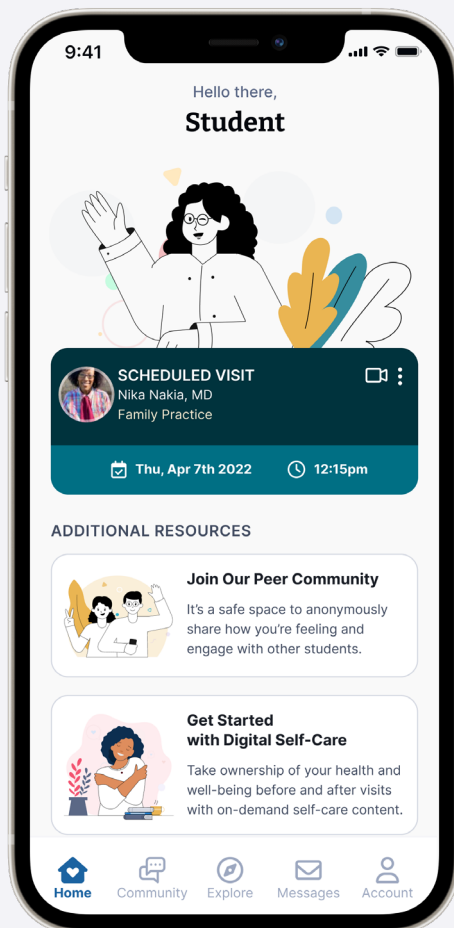 9:41
Hello there,
Student
SCHEDULED VISIT
Nika Nakia, MD
Family Practice
Thu, Apr 7th 2022
12:15pm
ADDITIONAL RESOURCES
Join Our Peer Community
It's a safe space to anonymously
share how you're feeling and
engage with other students.
Get Started
with Digital Self-Care
Take ownership of your health and
well-being before and after visits
with on-demand self-care content.
Home
Community
Explore
Messages
Account